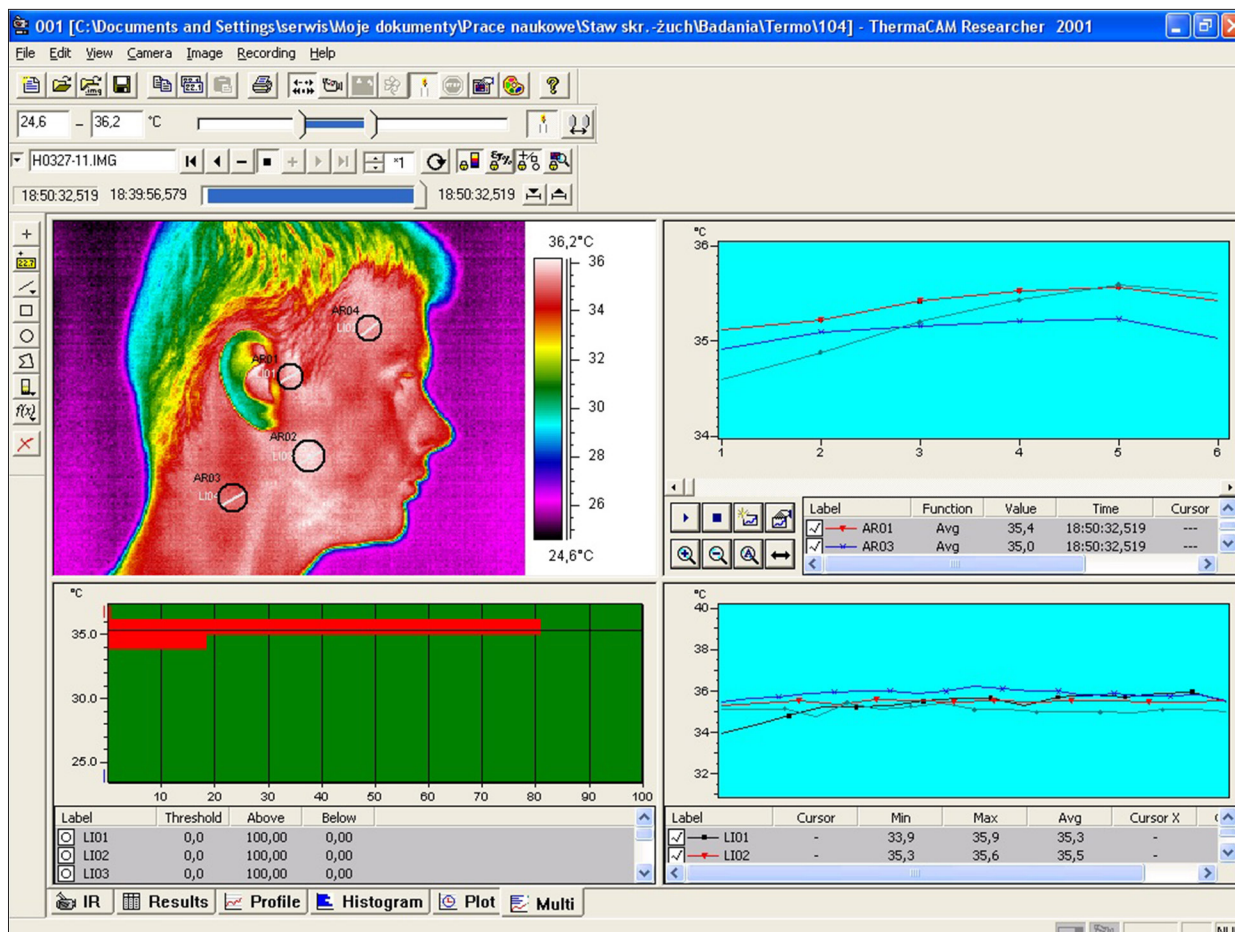 001 [C:\Documents and Settings\serwis\Moje dokumenty\Prace naukowe\Staw skr.-żuch\Badania\Termo\104] - ThermaCAM Researcher 2001
File Edit View Camera Image Recording Help
24,6 – 36,2 °C
H0327-11.IMG ×1
18:50:32,519 18:39:56,579 18:50:32,519
36,2°C
36
34
32
30
28
26
24,6°C
AR04
LI02
AR01
LI01
AR02
AR03
LI04
°C
36
35
34
1 2 3 4 5 6
Label Function Value Time Cursor
AR01 Avg 35,4 18:50:32,519 ---
AR03 Avg 35,0 18:50:32,519 ---
°C
35.0
30.0
25.0
10 20 30 40 50 60 70 80 90 100
Label Threshold Above Below
LI01 0,0 100,00 0,00
LI02 0,0 100,00 0,00
LI03 0,0 100,00 0,00
°C
40
38
36
34
32
Label Cursor Min Max Avg Cursor X
LI01 - 33,9 35,9 35,3 -
LI02 - 35,3 35,6 35,5 -
IR Results Profile Histogram Plot Multi